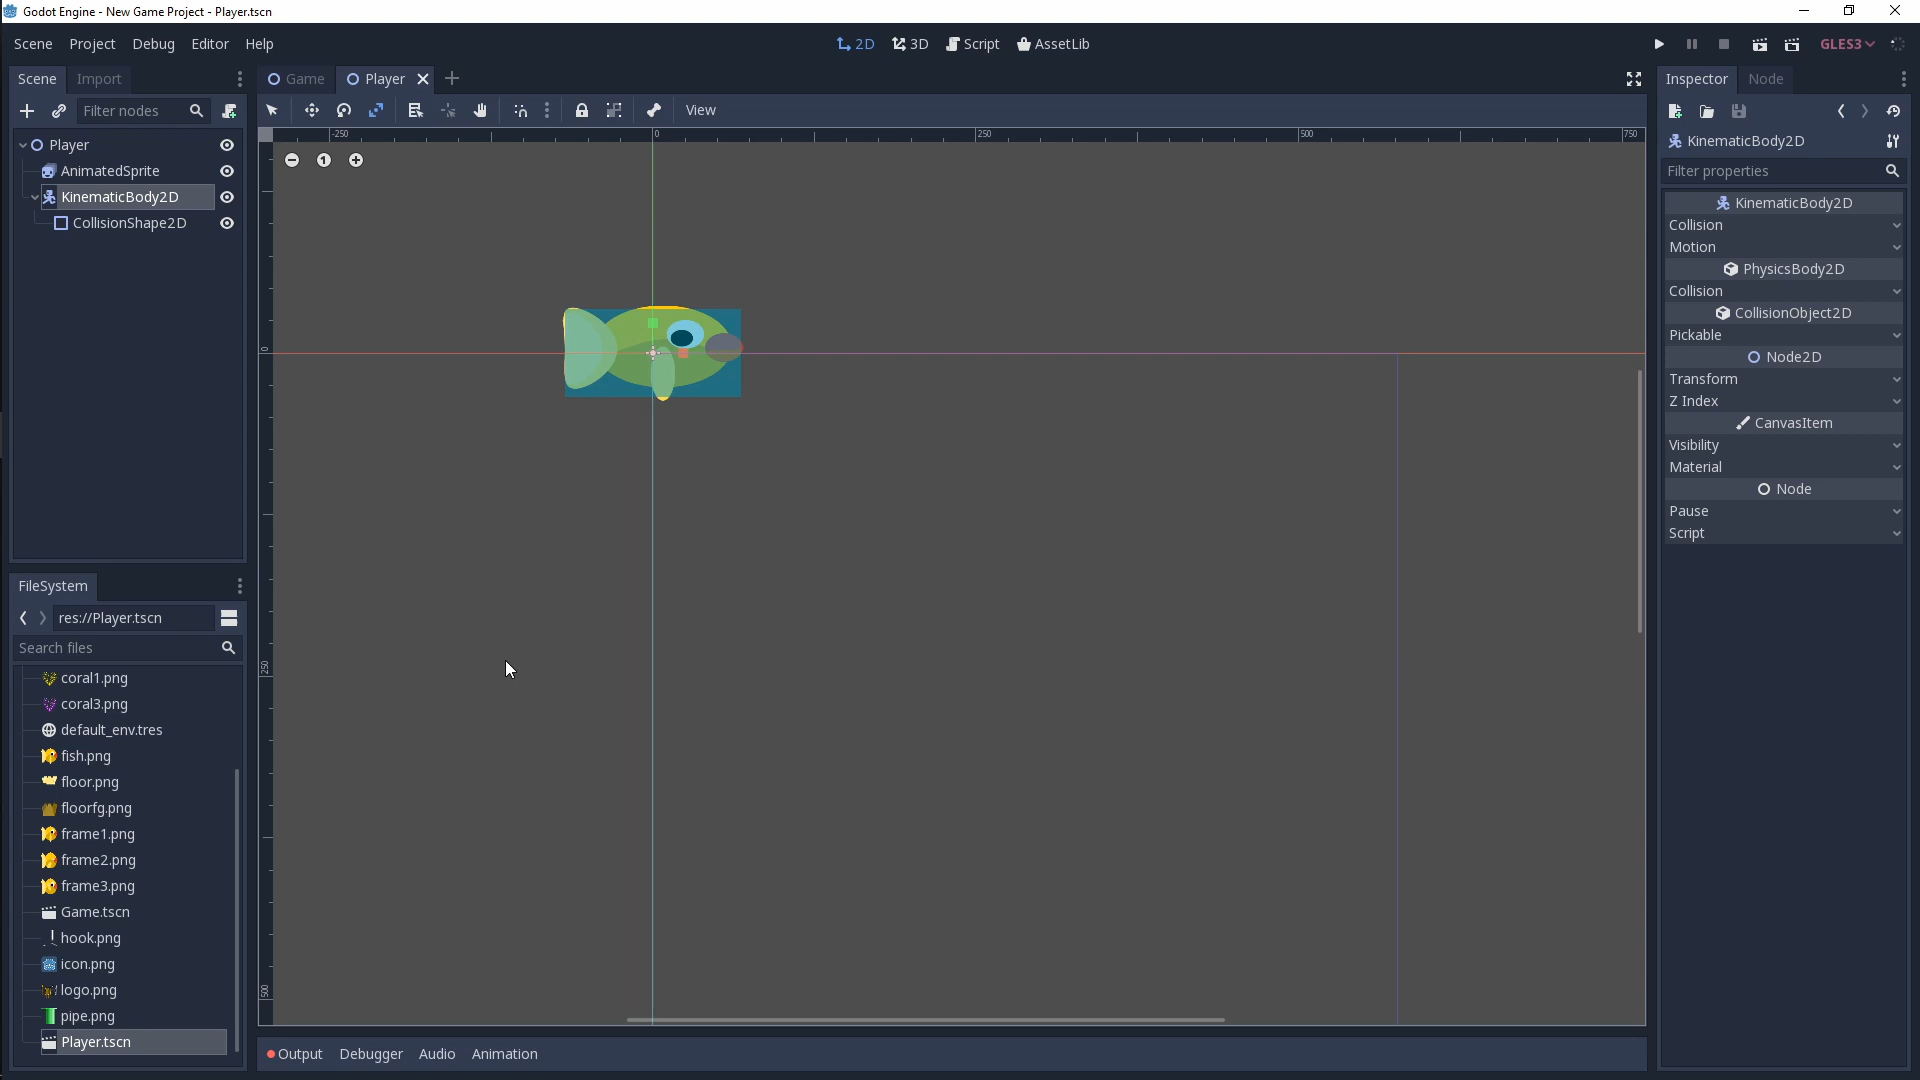 Godot Engine - New Game Project - Player.tscn
Scene Project Debug Editor Help
2D 3D Script AssetLib
GLES3
Scene Import
Filter nodes
Player
AnimatedSprite
KinematicBody2D
CollisionShape2D
FileSystem
res://Player.tscn
Search files
coral1.png
coral3.png
default_env.tres
fish.png
floor.png
floorfg.png
frame1.png
frame2.png
frame3.png
Game.tscn
hook.png
icon.png
logo.png
pipe.png
Player.tscn
Game Player
View
-250 0 250 500 750
1
0
250
500
Output Debugger Audio Animation
Inspector Node
KinematicBody2D
Filter properties
KinematicBody2D
Collision
Motion
PhysicsBody2D
Collision
CollisionObject2D
Pickable
Node2D
Transform
Z Index
CanvasItem
Visibility
Material
Node
Pause
Script